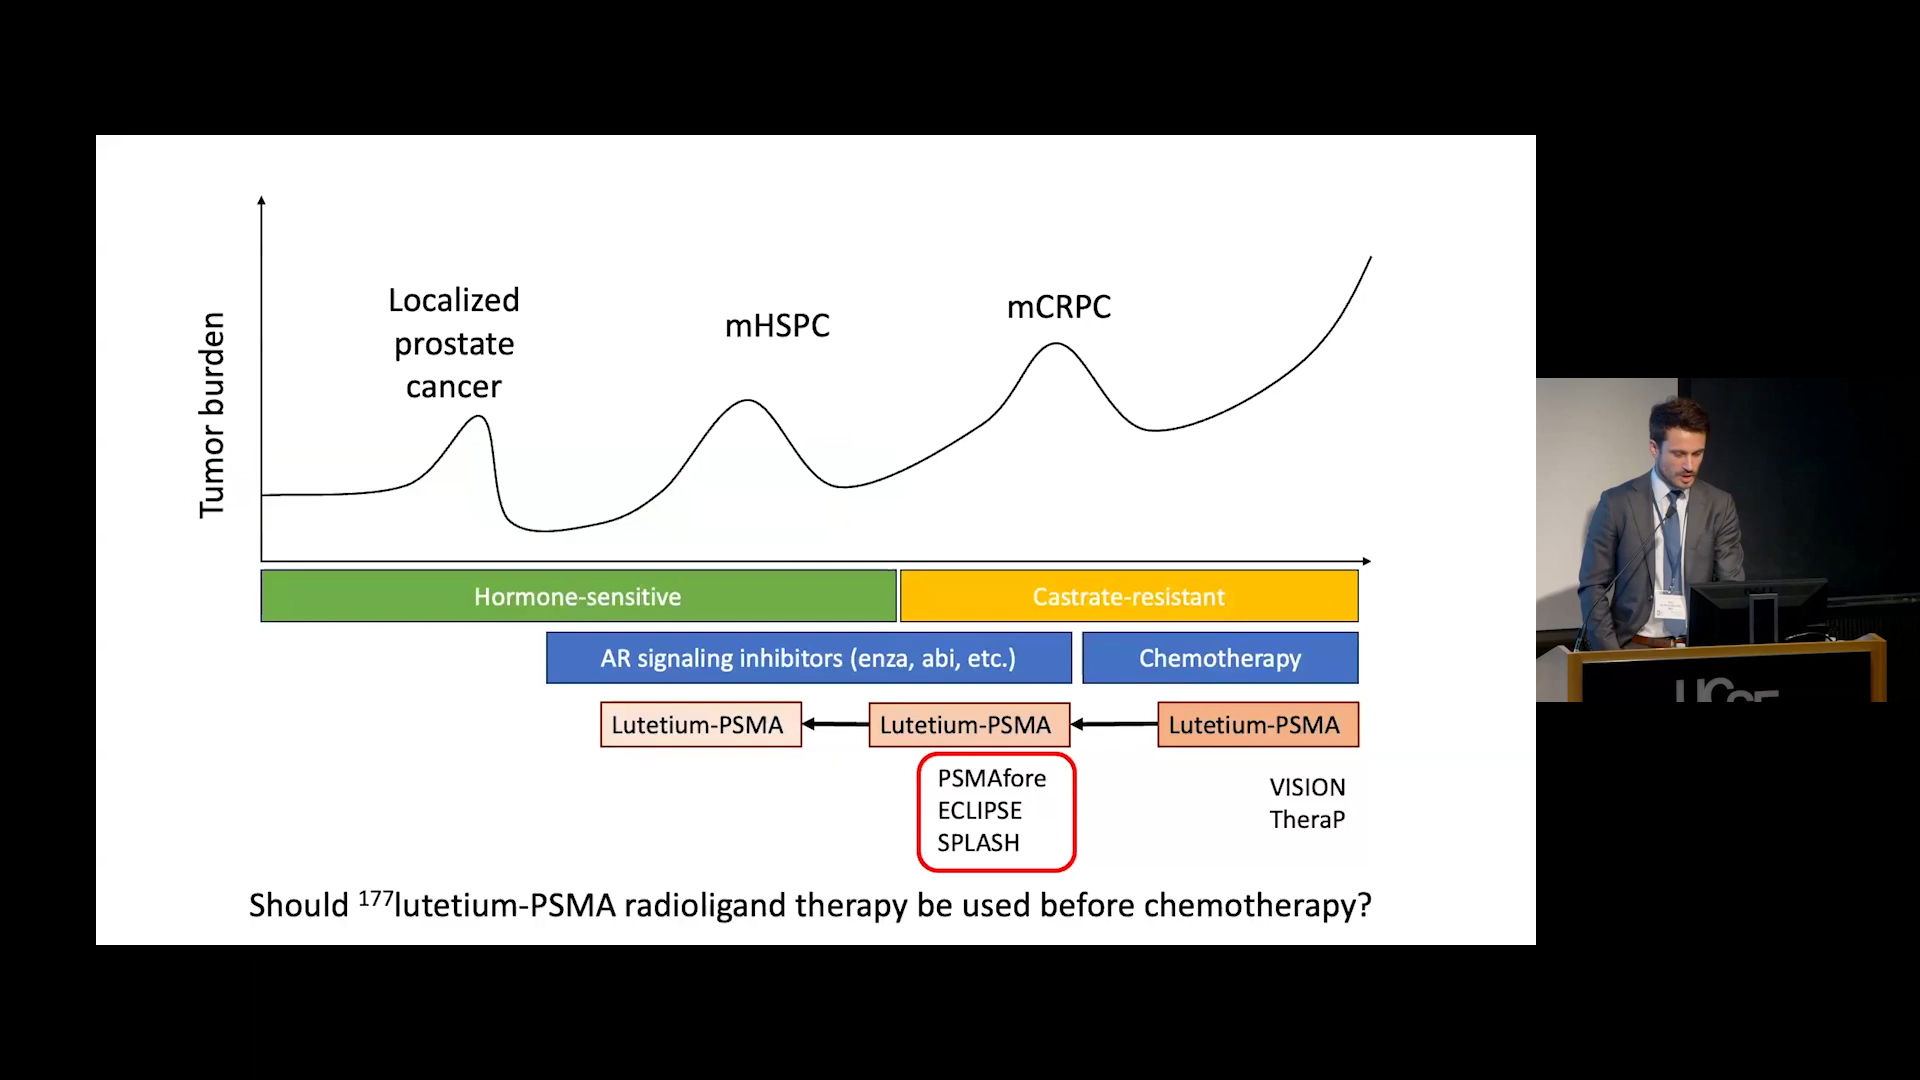 Localized
prostate
cancer
mHSPC
mCRPC
Tumor burden
Hormone-sensitive
Castrate-resistant
AR signaling inhibitors (enza, abi, etc.)
Chemotherapy
Lutetium-PSMA
Lutetium-PSMA
Lutetium-PSMA
PSMAfore
ECLIPSE
SPLASH
VISION
TheraP
Should ¹⁷⁷lutetium-PSMA radioligand therapy be used before chemotherapy?
UCSF